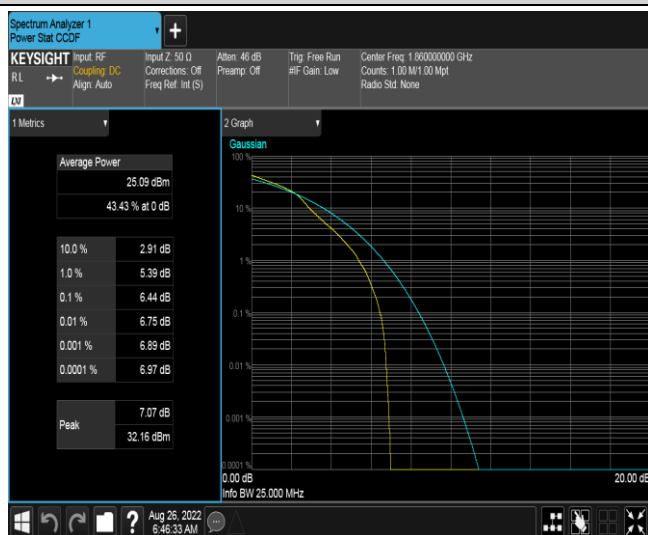 Spectrum Analyzer 1
Power Stat CCDF
KEYSIGHT
RL
LXI
Input: RF
Coupling: DC
Align: Auto
Input Z: 50 Ω
Corrections: Off
Freq Ref: Int (S)
Atten: 46 dB
Preamp: Off
Trig: Free Run
#IF Gain: Low
Center Freq: 1.860000000 GHz
Counts: 1.00 M/1.00 Mpt
Radio Std: None
1 Metrics
Average Power
25.09 dBm
43.43 % at 0 dB
10.0 % 2.91 dB
1.0 % 5.39 dB
0.1 % 6.44 dB
0.01 % 6.75 dB
0.001 % 6.89 dB
0.0001 % 6.97 dB
Peak
7.07 dB
32.16 dBm
2 Graph
Gaussian
100 %
10 %
1 %
0.1 %
0.01 %
0.001 %
0.0001 %
0.00 dB
20.00 dB
Info BW 25.000 MHz
?
Aug 26, 2022
6:46:33 AM